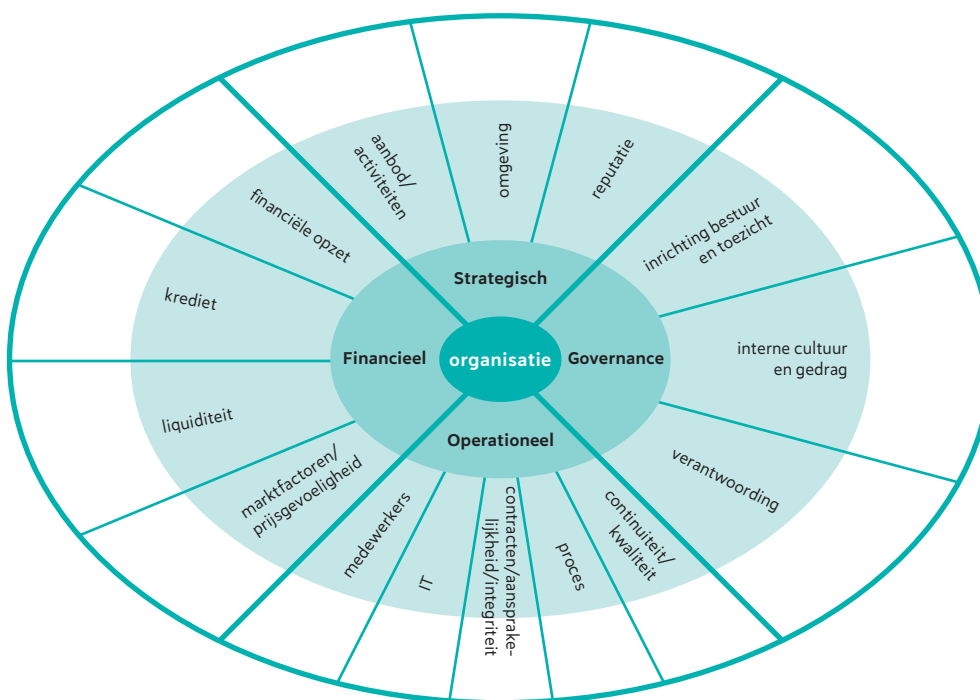 aanbod/
activiteiten
omgeving
reputatie
financiële opzet
inrichting bestuur
en toezicht
krediet
Strategisch
Financieel
organisatie
Governance
interne cultuur
en gedrag
liquiditeit
Operationeel
verantwoording
marktfactoren/
prijsgevoeligheid
medewerkers
IT
contracten/aansprake-
lijkheid/integriteit
proces
continuiteit/
kwaliteit